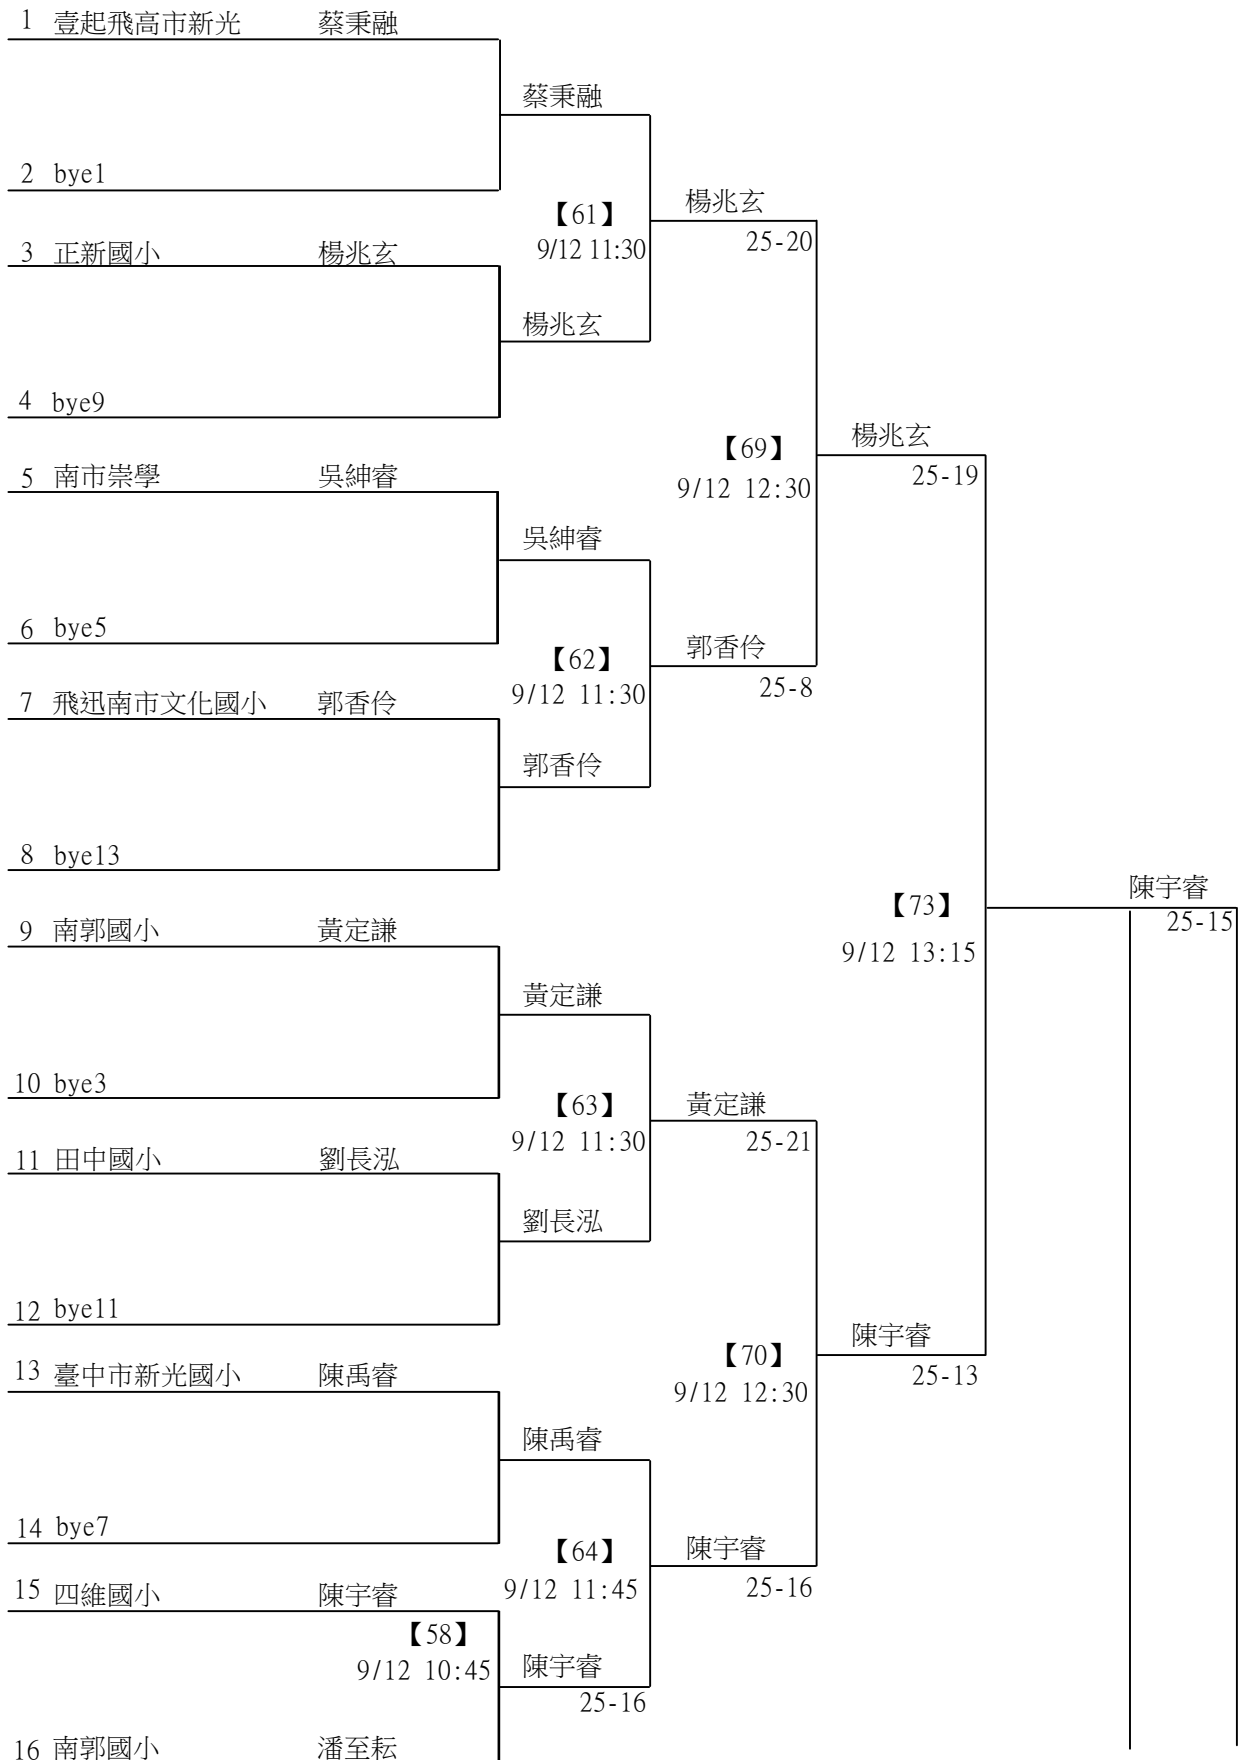 1 壹起飛高市新光 蔡秉融
蔡秉融
2 bye1
楊兆玄
【61】
25-20
9/12 11:30
3 正新國小 楊兆玄
楊兆玄
4 bye9
楊兆玄
【69】
25-19
9/12 12:30
5 南市崇學 吳紳睿
吳紳睿
6 bye5
郭香伶
【62】
25-8
9/12 11:30
7 飛迅南市文化國小 郭香伶
郭香伶
8 bye13
陳宇睿
【73】
25-15
9/12 13:15
9 南郭國小 黃定謙
黃定謙
10 bye3
黃定謙
【63】
25-21
9/12 11:30
11 田中國小 劉長泓
劉長泓
12 bye11
陳宇睿
【70】
25-13
9/12 12:30
13 臺中市新光國小 陳禹睿
陳禹睿
14 bye7
陳宇睿
【64】
25-16
9/12 11:45
15 四維國小 陳宇睿
【58】
9/12 10:45
陳宇睿
25-16
16 南郭國小 潘至耘